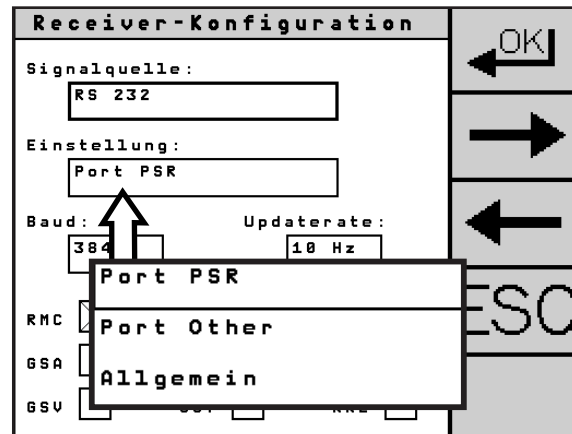 Receiver-Konfiguration
OK
Signalquelle:
RS 232
Einstellung:
Port PSR
Baud: Updaterate:
384 10 Hz
Port PSR
RMC
Port Other
GSA
Allgemein
GSV
ESC